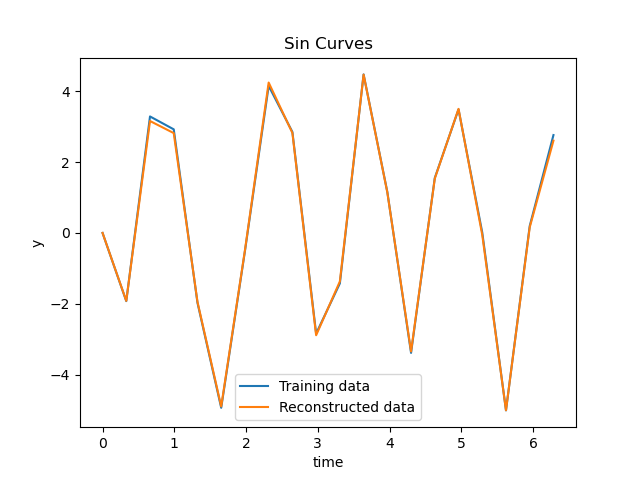 Sin Curves
y
4
2
0
−2
−4
Training data
Reconstructed data
0 1 2 3 4 5 6
time